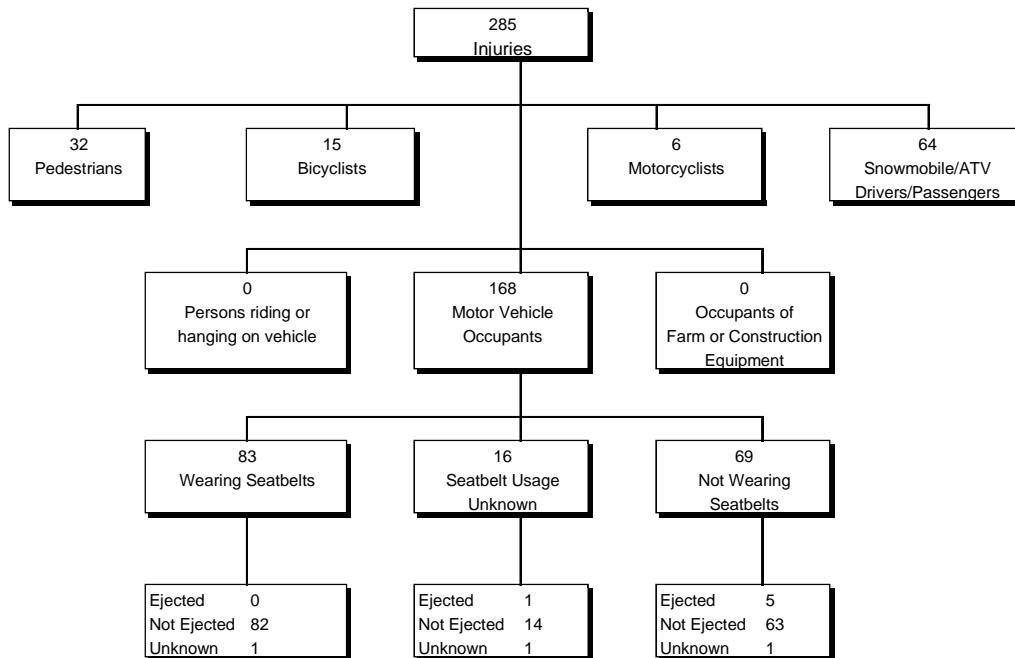 285
Injuries
32
Pedestrians
15
Bicyclists
6
Motorcyclists
64
Snowmobile/ATV
Drivers/Passengers
0
Persons riding or
hanging on vehicle
168
Motor Vehicle
Occupants
0
Occupants of
Farm or Construction
Equipment
83
Wearing Seatbelts
16
Seatbelt Usage
Unknown
69
Not Wearing
Seatbelts
Ejected 0
Not Ejected 82
Unknown 1
Ejected 1
Not Ejected 14
Unknown 1
Ejected 5
Not Ejected 63
Unknown 1